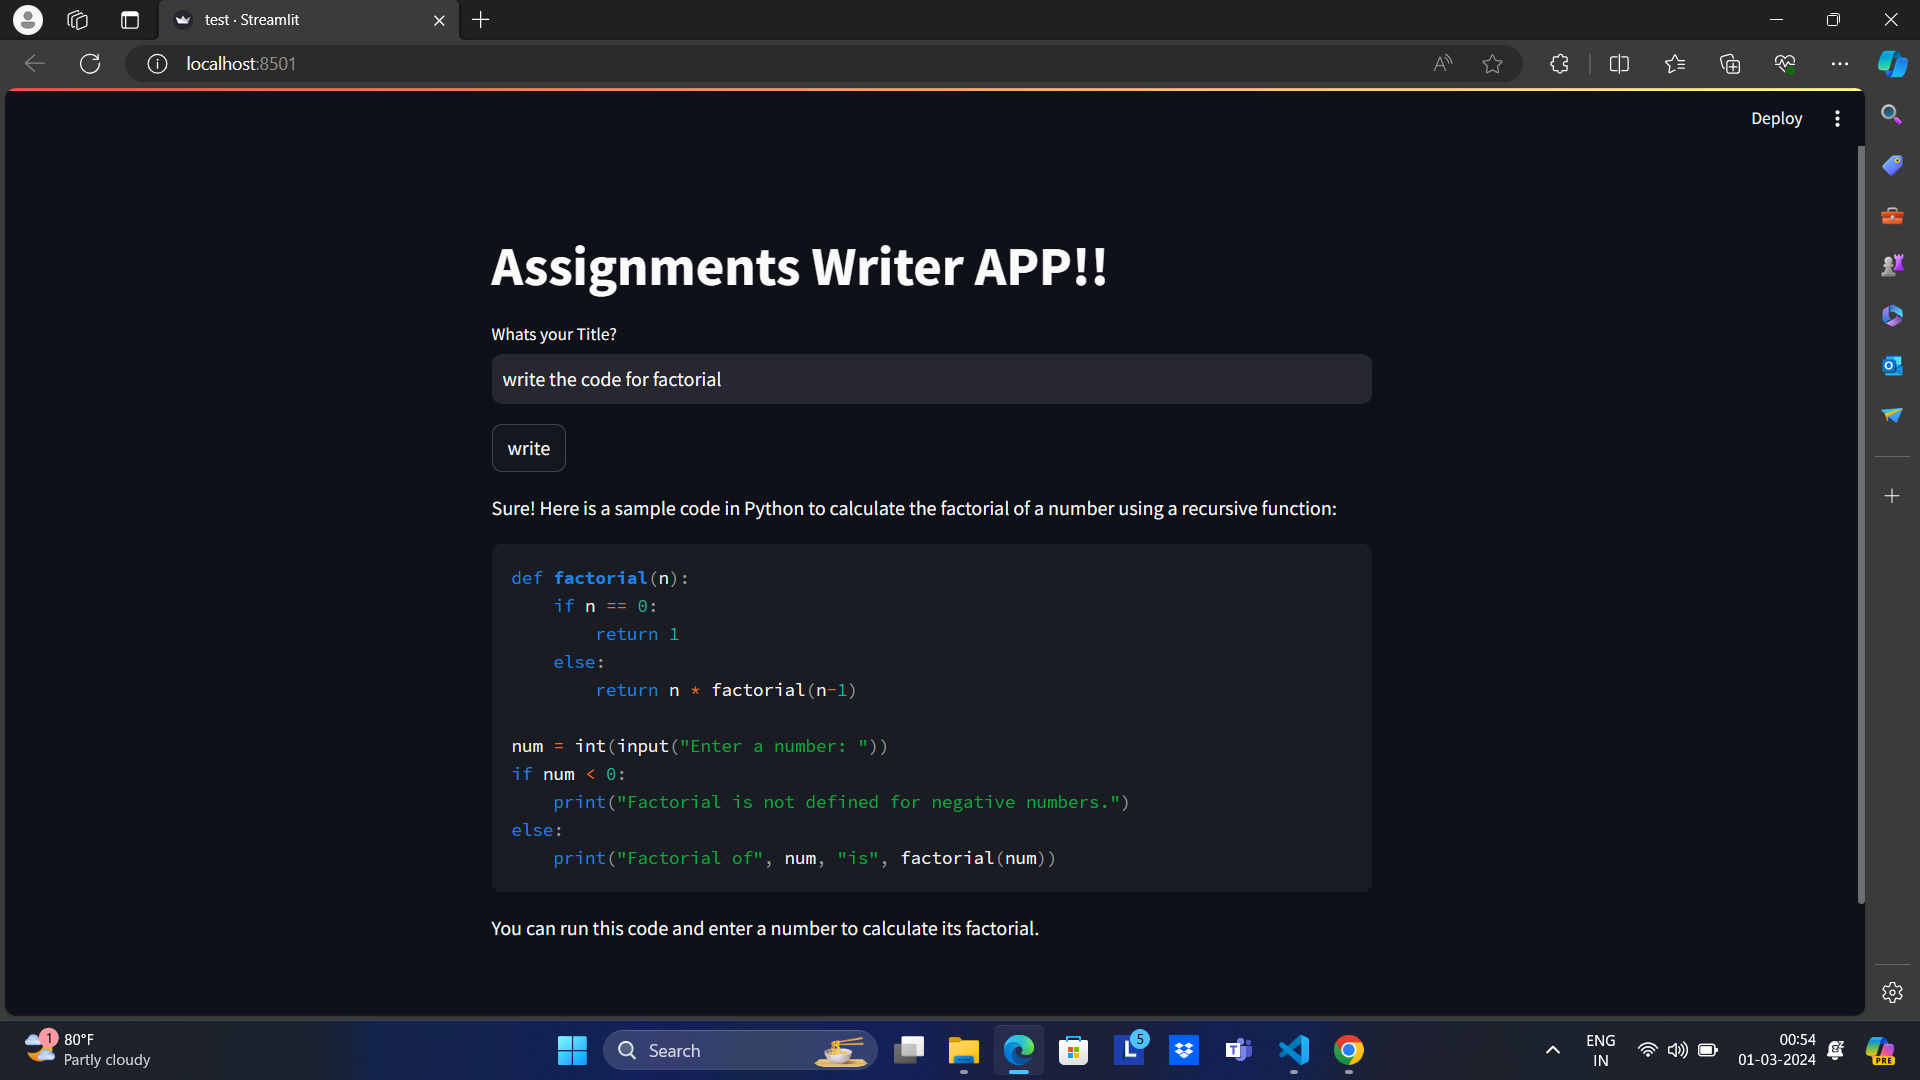 test · Streamlit
localhost:8501
Deploy
Assignments Writer APP!!
Whats your Title?
write the code for factorial
write
Sure! Here is a sample code in Python to calculate the factorial of a number using a recursive function:
def factorial(n):
    if n == 0:
        return 1
    else:
        return n * factorial(n-1)
num = int(input("Enter a number: "))
if num < 0:
    print("Factorial is not defined for negative numbers.")
else:
    print("Factorial of", num, "is", factorial(num))
You can run this code and enter a number to calculate its factorial.
1
80°F
Partly cloudy
Search
L
5
T
ENG
IN
00:54
01-03-2024
PRE